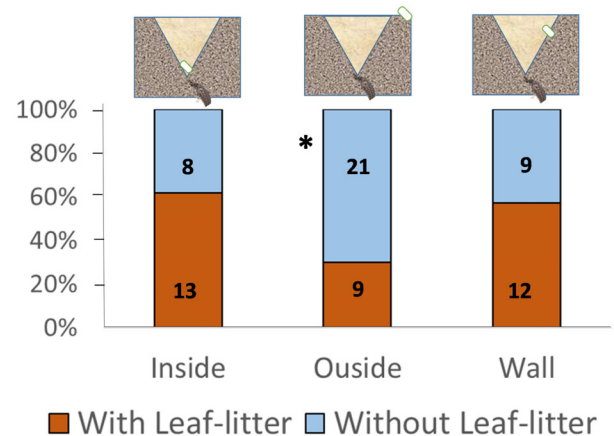 100%
80%
60%
40%
20%
0%
*
8
13
21
9
9
12
Inside
Ouside
Wall
With Leaf-litter
Without Leaf-litter